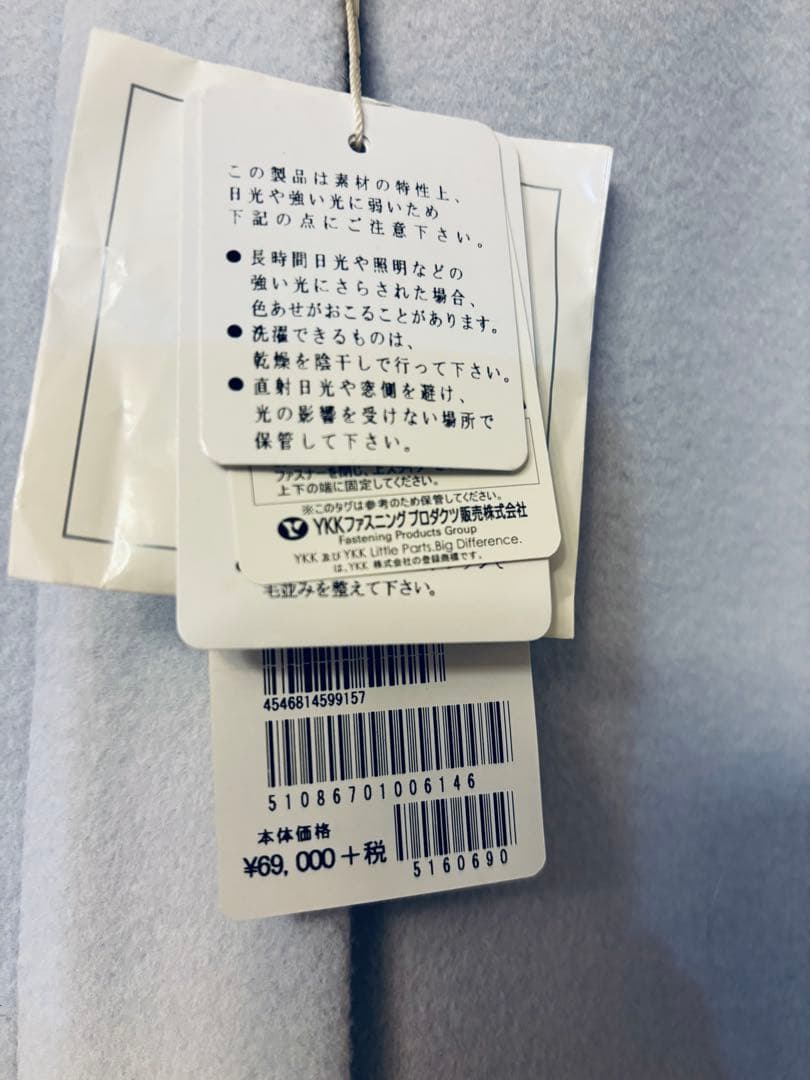 この製品は素材の特性上、
日光や強い光に弱いため
下記の点にご注意下さい。
● 長時間日光や照明などの
強い光にさらされた場合、
色あせがおこることがあります。
● 洗濯できるものは、
乾燥を陰干しで行って下さい。
● 直射日光や窓側を避け、
光の影響を受けない場所で
保管して下さい。
上下の端に固定してください。
※このタグは参考のため保管してください。
YKKファスニングプロダクツ販売株式会社
Fastening Products Group
YKK 及び YKK Little Parts. Big Difference.
は、YKK 株式会社の登録商標です。
毛並みを整えて下さい。
4546814599157
51086701006146
本体価格
¥69,000+税
5160690